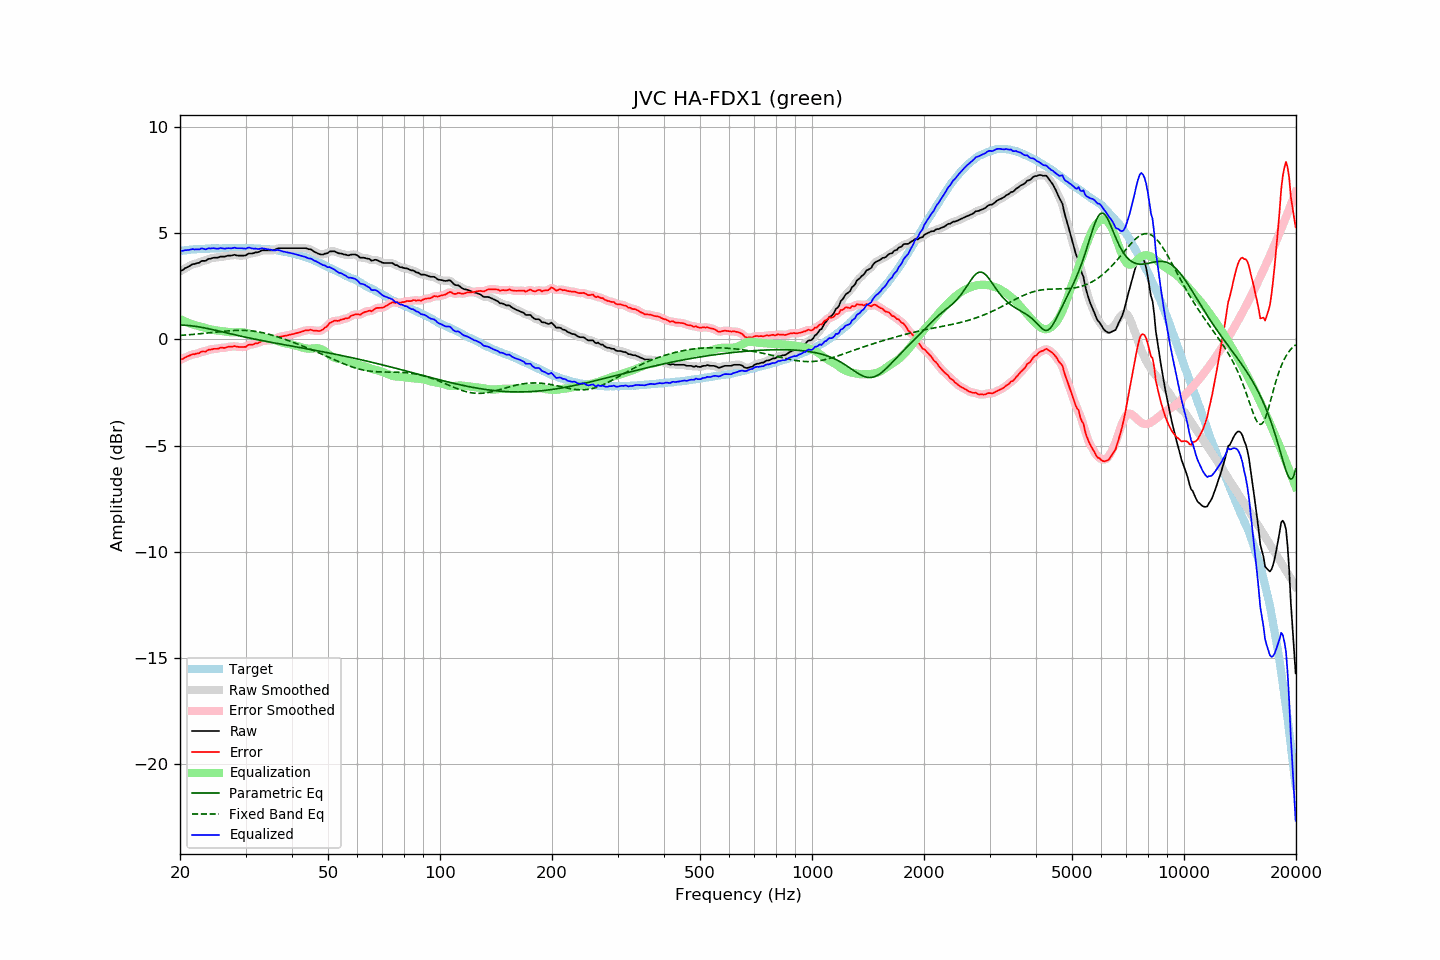 JVC HA-FDX1 (green)
10
5
0
−5
−10
−15
−20
Amplitude (dBr)
Target
Raw Smoothed
Error Smoothed
Raw
Error
Equalization
Parametric Eq
Fixed Band Eq
Equalized
20 50 100 200 500 1000 2000 5000 10000 20000
Frequency (Hz)